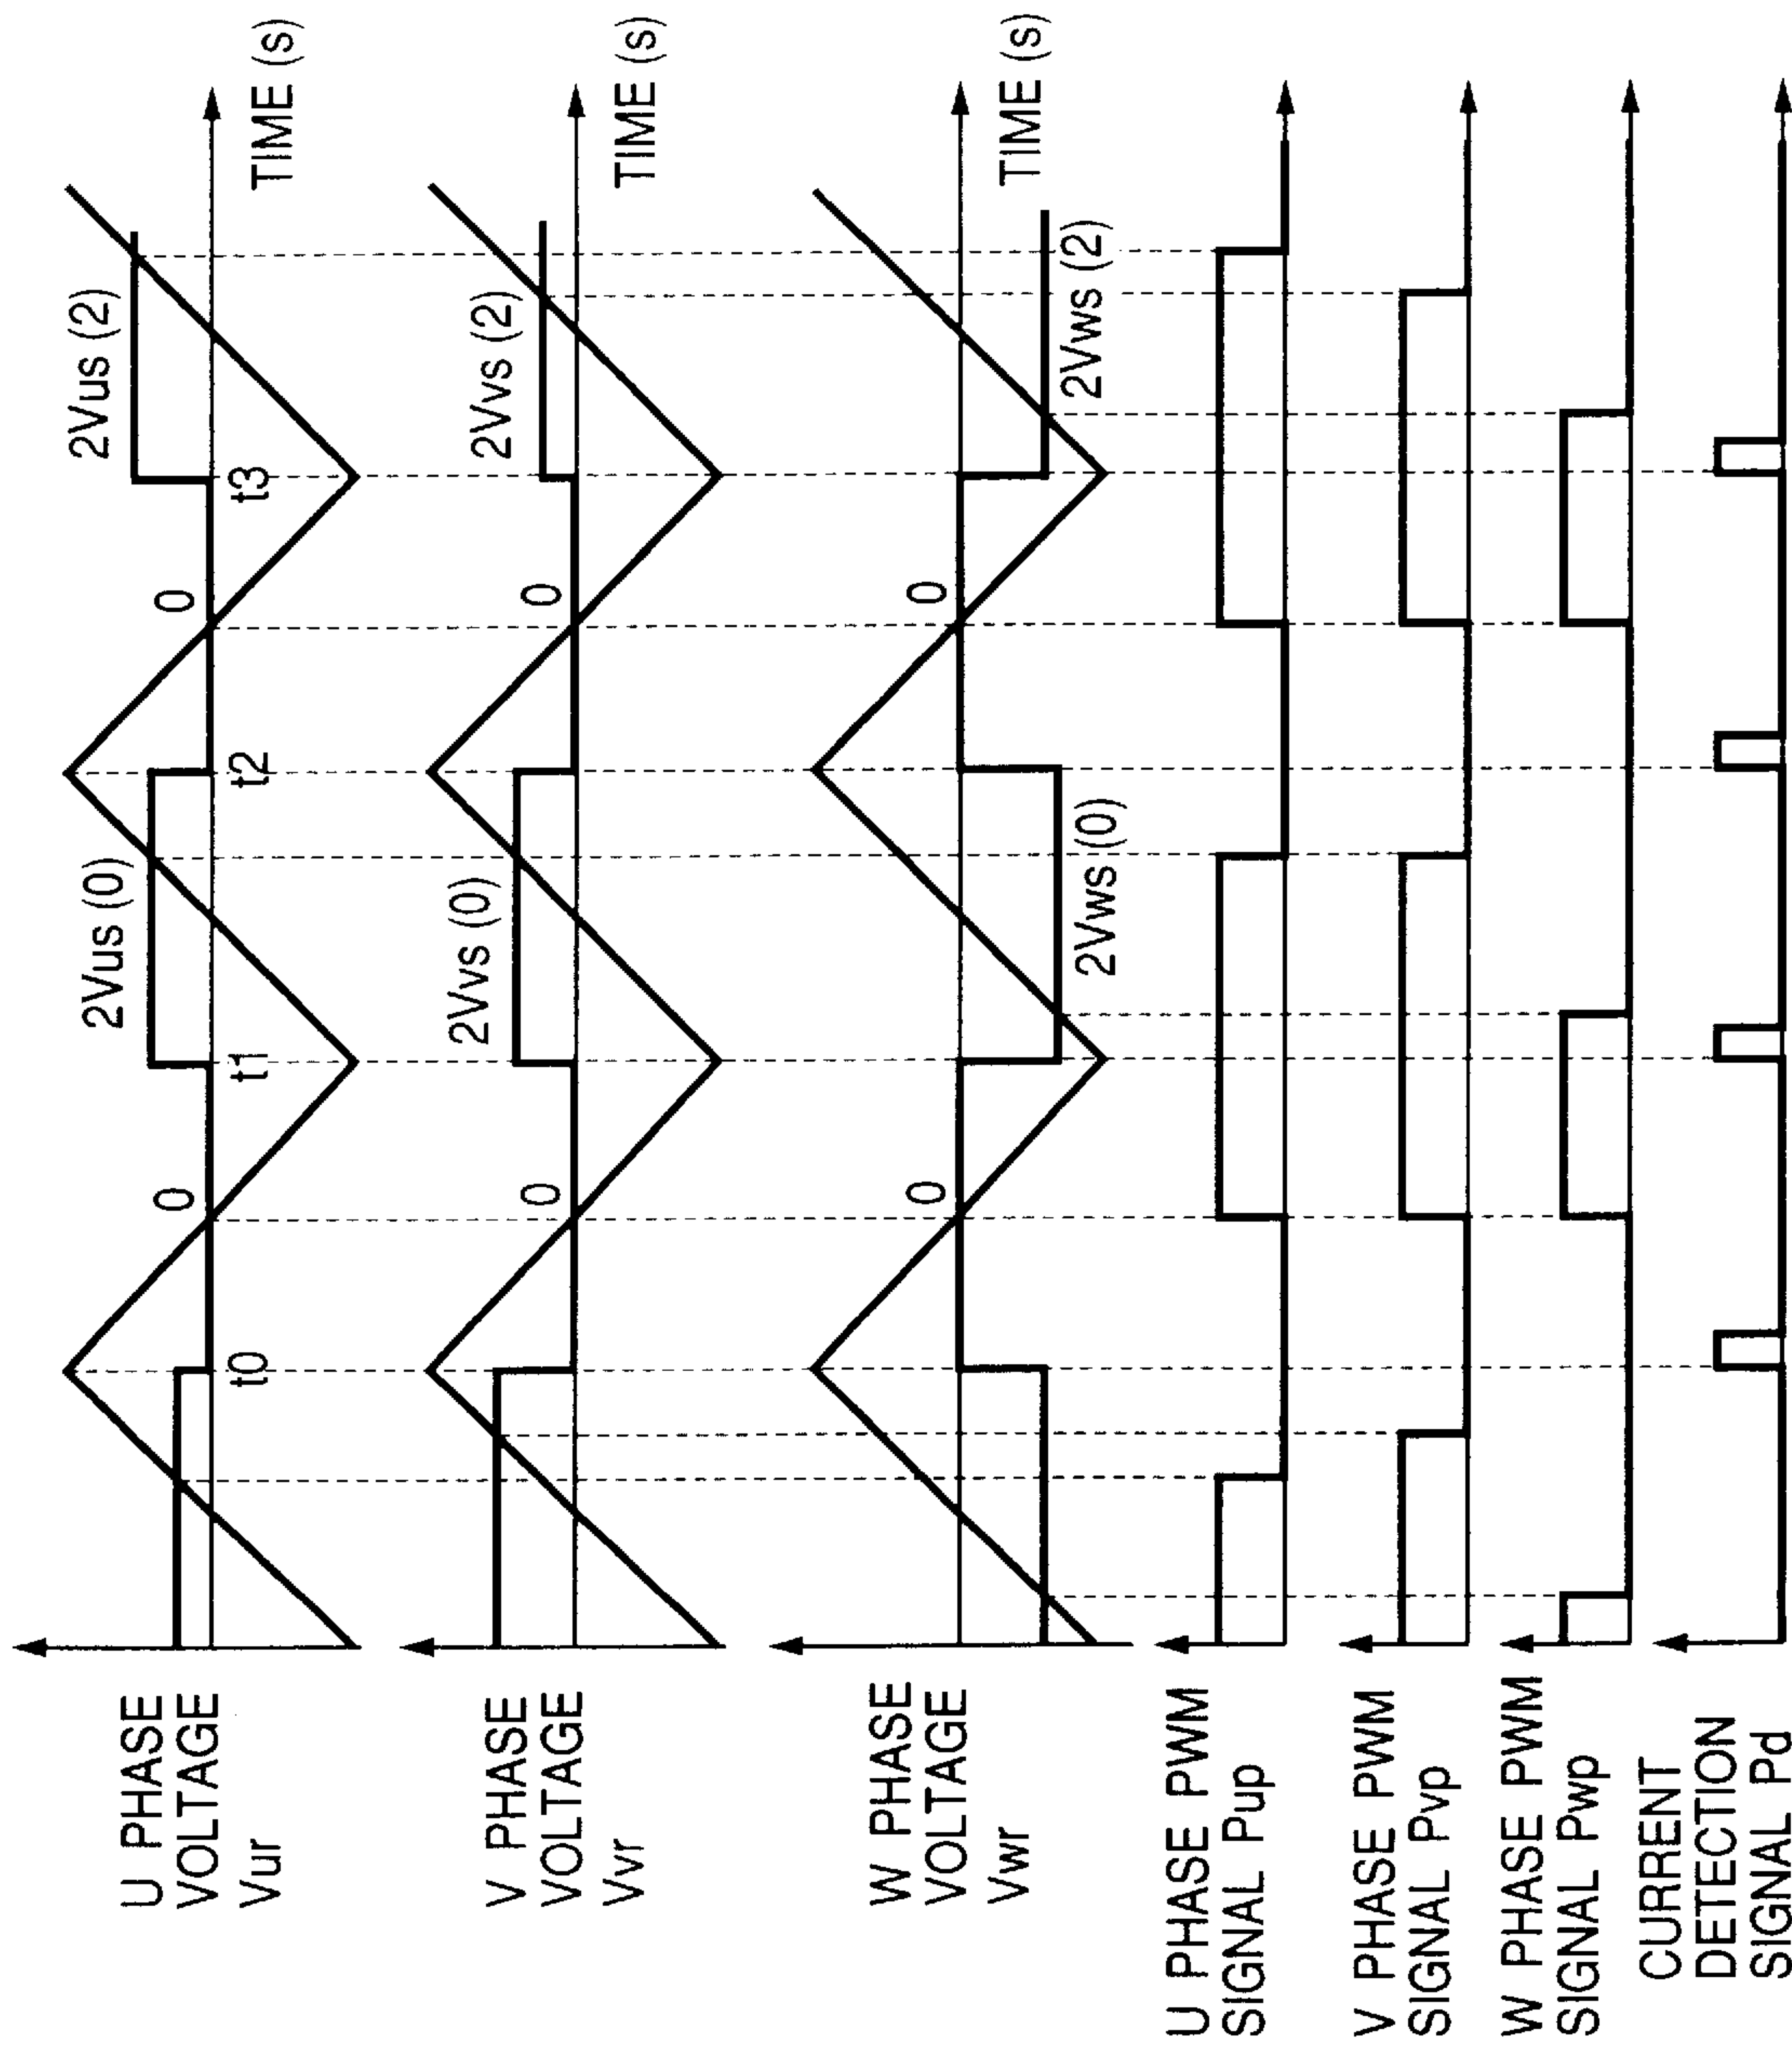 U PHASE
VOLTAGE
Vur
2Vus (0)
2Vus (2)
0
0
t0
t1
t2
t3
TIME (s)
V PHASE
VOLTAGE
Vvr
2Vvs (0)
2Vvs (2)
0
0
TIME (s)
W PHASE
VOLTAGE
Vwr
0
0
2Vws (0)
2Vws (2)
TIME (s)
U PHASE PWM
SIGNAL Pup
V PHASE PWM
SIGNAL Pvp
W PHASE PWM
SIGNAL Pwp
CURRENT
DETECTION
SIGNAL Pd